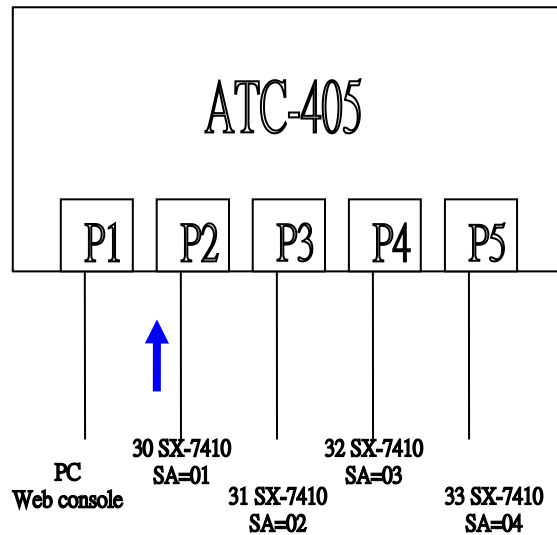 ATC-405
P1
P2
P3
P4
P5
PC
Web console
30 SX-7410
SA=01
31 SX-7410
SA=02
32 SX-7410
SA=03
33 SX-7410
SA=04